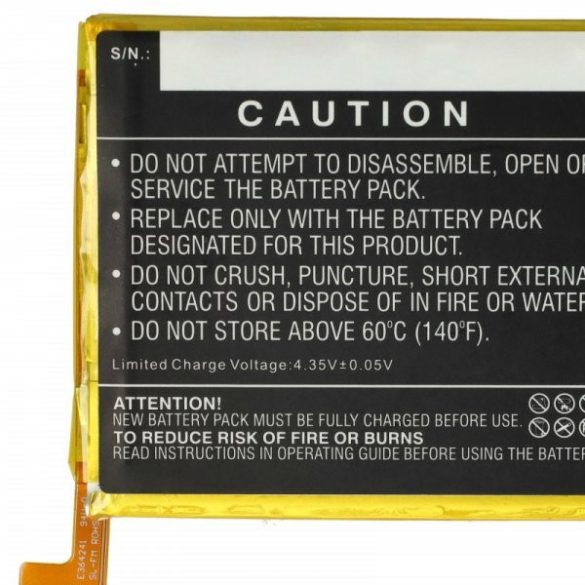 S/N.:
CAUTION
• DO NOT ATTEMPT TO DISASSEMBLE, OPEN OR
SERVICE THE BATTERY PACK.
• REPLACE ONLY WITH THE BATTERY PACK
DESIGNATED FOR THIS PRODUCT.
• DO NOT CRUSH, PUNCTURE, SHORT EXTERNA
CONTACTS OR DISPOSE OF IN FIRE OR WATER
• DO NOT STORE ABOVE 60°C (140°F).
Limited Charge Voltage:4.35V±0.05V
ATTENTION!
NEW BATTERY PACK MUST BE FULLY CHARGED BEFORE USE.
TO REDUCE RISK OF FIRE OR BURNS
READ INSTRUCTIONS IN OPERATING GUIDE BEFORE USING THE BATTER
E364241